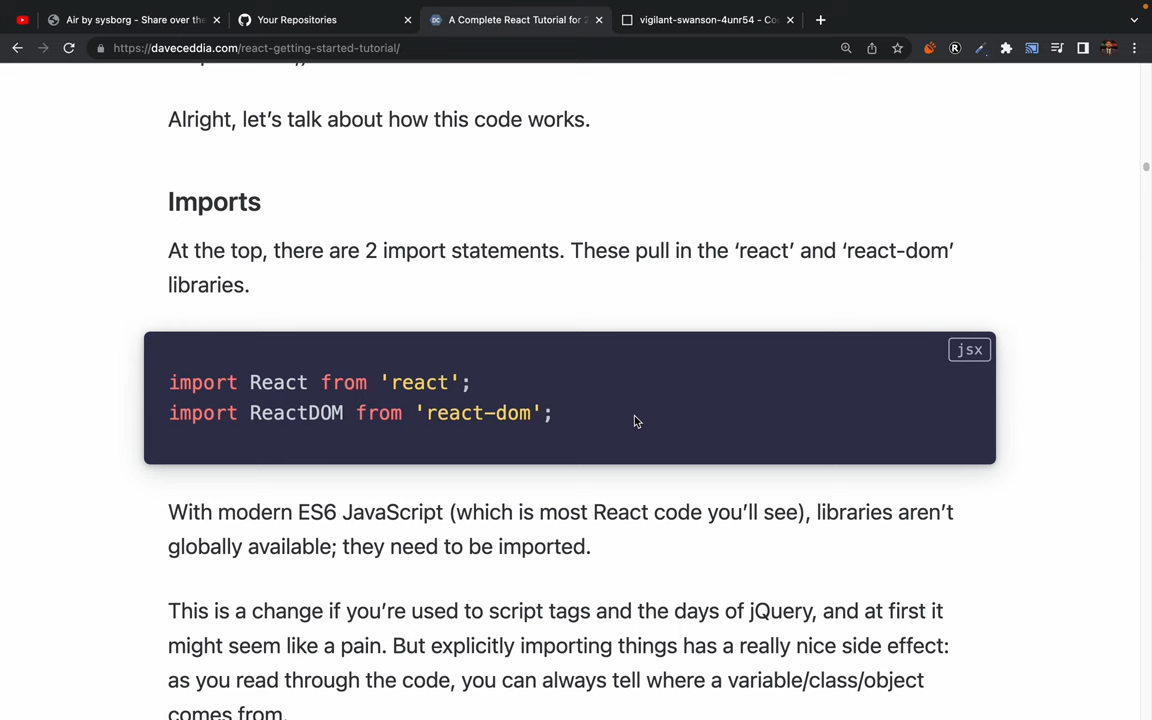 Air by sysborg - Share over the
Your Repositories
A Complete React Tutorial for 2
vigilant-swanson-4unr54 - Co
https://daveceddia.com/react-getting-started-tutorial/
Alright, let’s talk about how this code works.
Imports
At the top, there are 2 import statements. These pull in the ‘react’ and ‘react-dom’
libraries.
jsx
import React from 'react';
import ReactDOM from 'react-dom';
With modern ES6 JavaScript (which is most React code you’ll see), libraries aren’t
globally available; they need to be imported.
This is a change if you’re used to script tags and the days of jQuery, and at first it
might seem like a pain. But explicitly importing things has a really nice side effect:
as you read through the code, you can always tell where a variable/class/object
comes from.